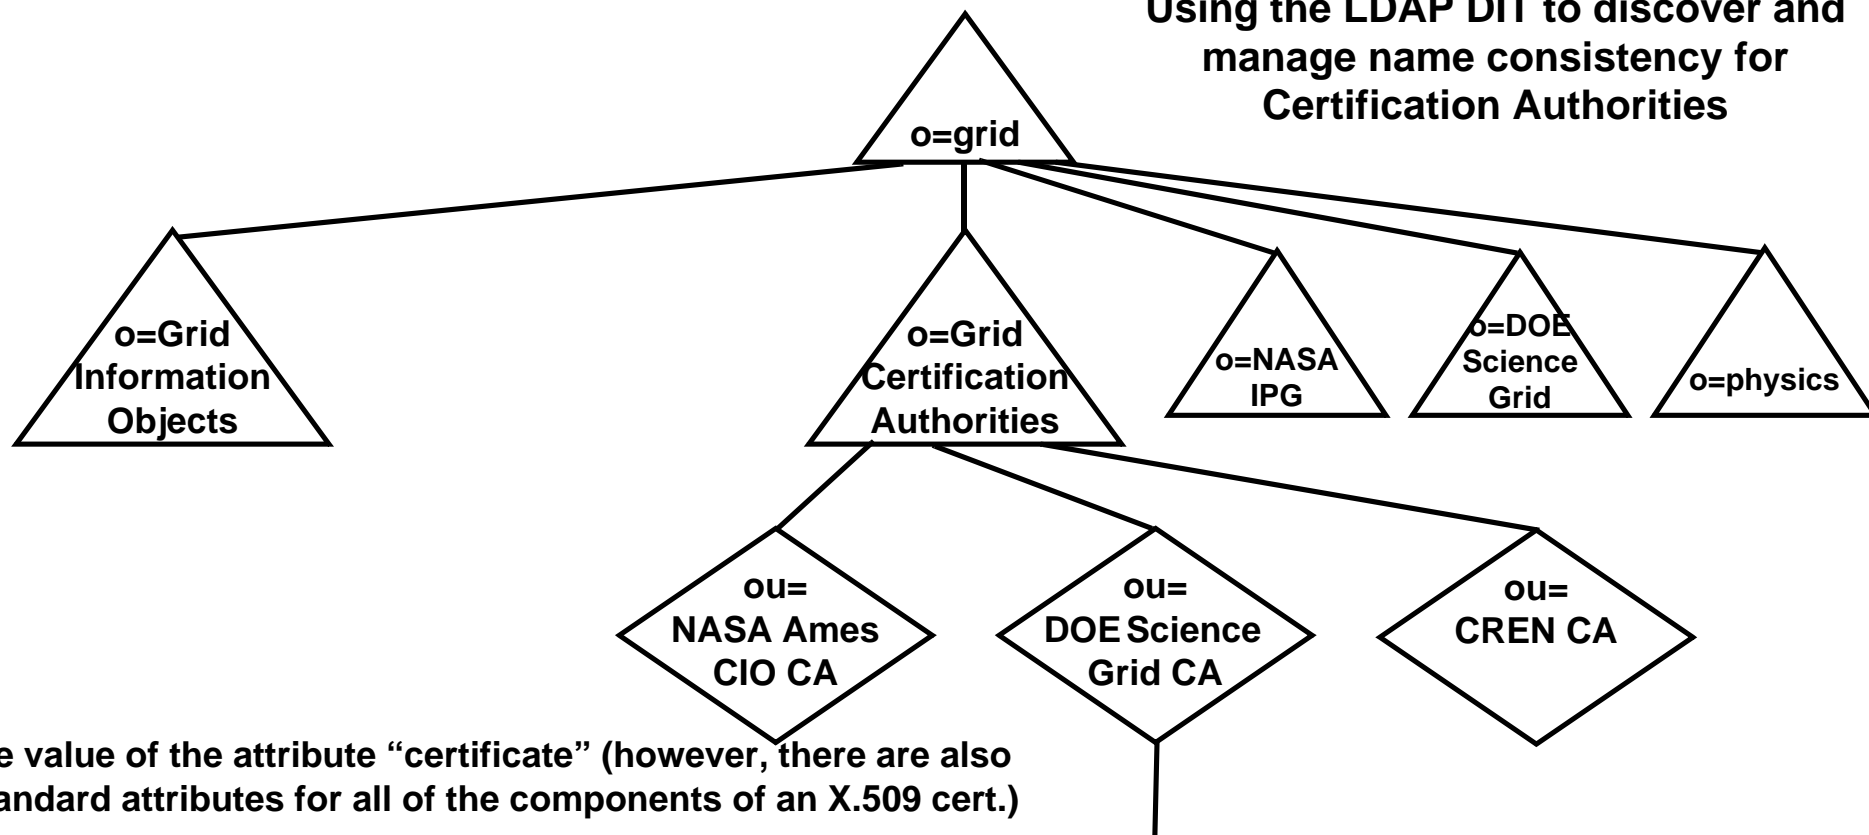 Using the LDAP DIT to discover and
manage name consistency for
Certification Authorities
o=grid
o=Grid
Information
Objects
o=Grid
Certification
Authorities
o=NASA
IPG
o=DOE
Science
Grid
o=physics
ou=
NASA Ames
CIO CA
ou=
DOE Science
Grid CA
ou=
CREN CA
e value of the attribute “certificate” (however, there are also
andard attributes for all of the components of an X.509 cert.)